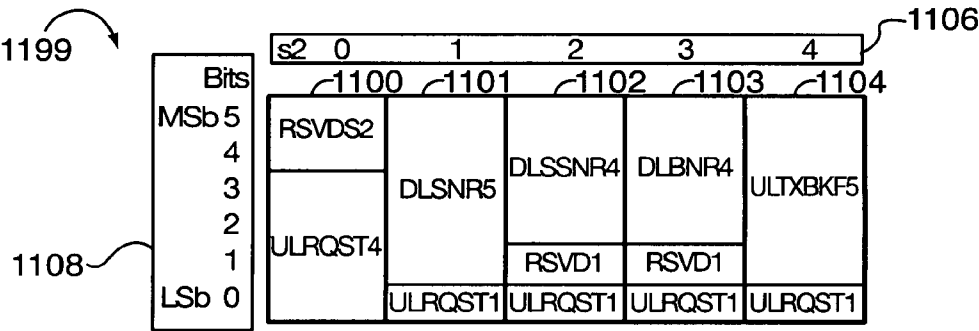 1199
1106
s2 0 1 2 3 4
Bits
1100 1101 1102 1103 1104
MSb 5
RSVDS2
4
DLSSNR4 DLBNR4
3
DLSNR5 ULTXBKF5
2
ULRQST4
1
RSVD1 RSVD1
1108
LSb 0
ULRQST1 ULRQST1 ULRQST1 ULRQST1